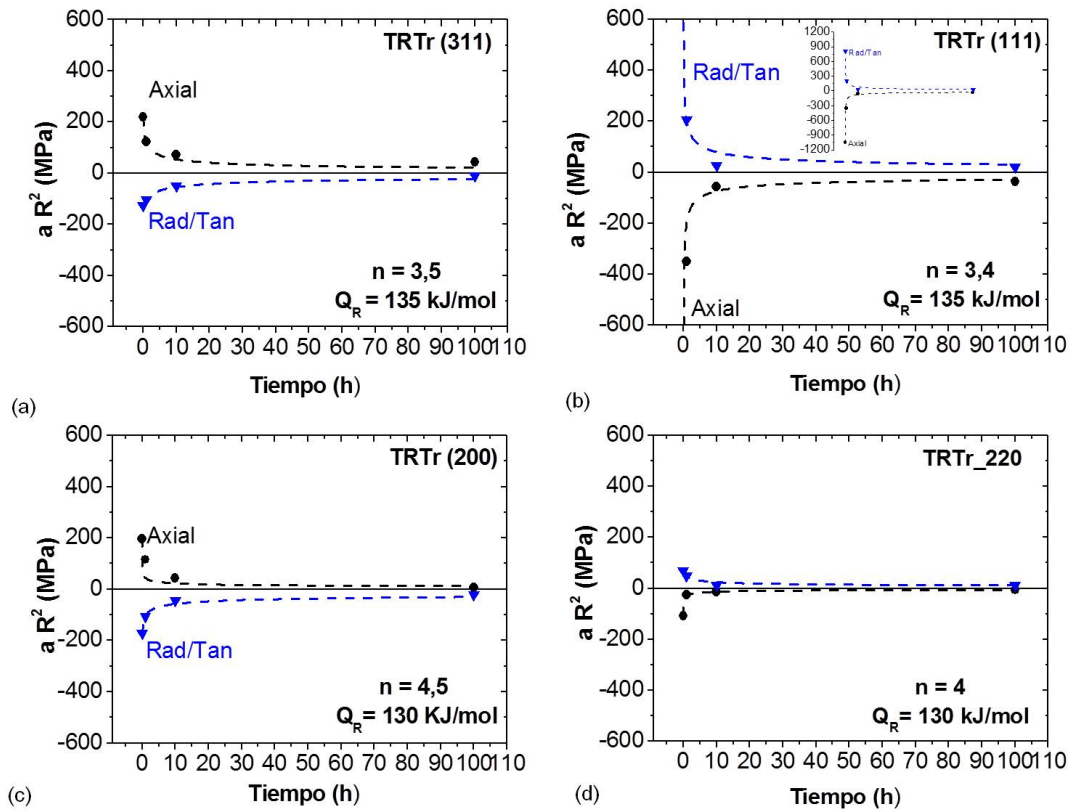 600
TRTr (311)
400
Axial
200
0
-200
Rad/Tan
-400
n = 3,5
-600
Q_R = 135 kJ/mol
a R² (MPa)
0 10 20 30 40 50 60 70 80 90 100 110
Tiempo (h)
(a)
600
TRTr (111)
1200
900
Rad/Tan
600
300
0
-300
-600
-900
Axial
-1200
400
Rad/Tan
200
0
-200
-400
n = 3,4
Axial
-600
Q_R = 135 kJ/mol
a R² (MPa)
0 10 20 30 40 50 60 70 80 90 100 110
Tiempo (h)
(b)
600
TRTr (200)
400
200
Axial
0
-200
Rad/Tan
-400
n = 4,5
-600
Q_R = 130 KJ/mol
a R² (MPa)
0 10 20 30 40 50 60 70 80 90 100 110
Tiempo (h)
(c)
600
TRTr_220
400
200
0
-200
-400
n = 4
-600
Q_R = 130 kJ/mol
a R² (MPa)
0 10 20 30 40 50 60 70 80 90 100 110
Tiempo (h)
(d)